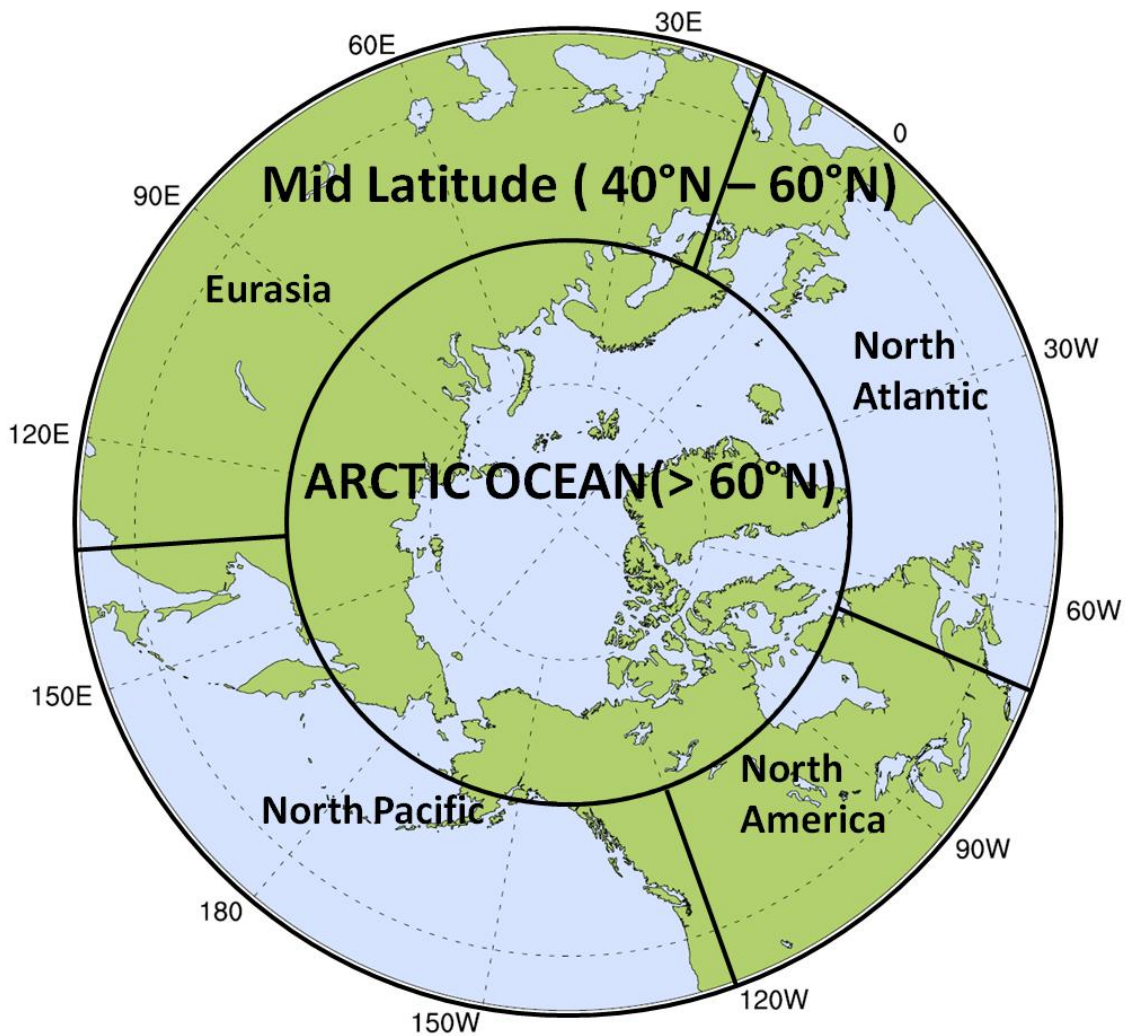 30E
60E
0
Mid Latitude ( 40°N – 60°N)
90E
Eurasia
North
Atlantic
30W
120E
ARCTIC OCEAN(> 60°N)
60W
150E
North
America
North Pacific
90W
180
120W
150W